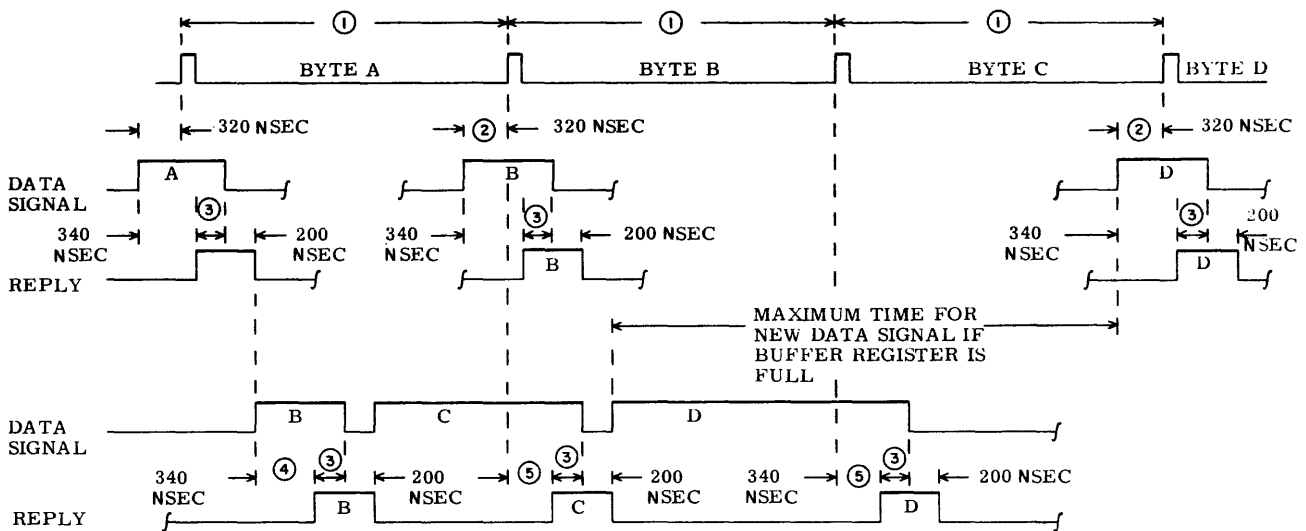 ① ① ①
BYTE A BYTE B BYTE C BYTE D
320 NSEC ② 320 NSEC ② 320 NSEC
DATA SIGNAL A B D
③ ③ ③
340 NSEC 200 NSEC 340 NSEC 200 NSEC 340 NSEC 200 NSEC
REPLY B D
MAXIMUM TIME FOR
NEW DATA SIGNAL IF
BUFFER REGISTER IS
FULL
DATA SIGNAL B C D
④ ③ ⑤ ③ ⑤ ③
340 NSEC 200 NSEC 200 NSEC 340 NSEC 200 NSEC
REPLY B C D